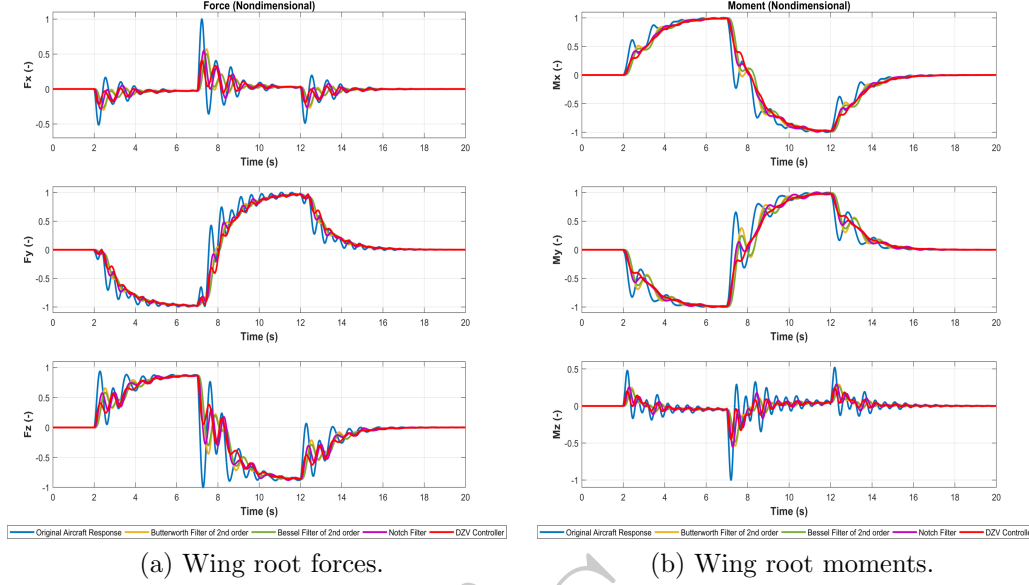 Force (Nondimensional)
1
0.5
0
-0.5
Fx (-)
0 2 4 6 8 10 12 14 16 18 20
Time (s)
1
0.5
0
-0.5
-1
Fy (-)
0 2 4 6 8 10 12 14 16 18 20
Time (s)
1
0.5
0
-0.5
-1
Fz (-)
0 2 4 6 8 10 12 14 16 18 20
Time (s)
Original Aircraft Response Butterworth Filter of 2nd order Bessel Filter of 2nd order Notch Filter DZV Controller
(a) Wing root forces.
Moment (Nondimensional)
1
0.5
0
-0.5
-1
Mx (-)
0 2 4 6 8 10 12 14 16 18 20
Time (s)
1
0.5
0
-0.5
-1
My (-)
0 2 4 6 8 10 12 14 16 18 20
Time (s)
0.5
0
-0.5
-1
Mz (-)
0 2 4 6 8 10 12 14 16 18 20
Time (s)
Original Aircraft Response Butterworth Filter of 2nd order Bessel Filter of 2nd order Notch Filter DZV Controller
(b) Wing root moments.